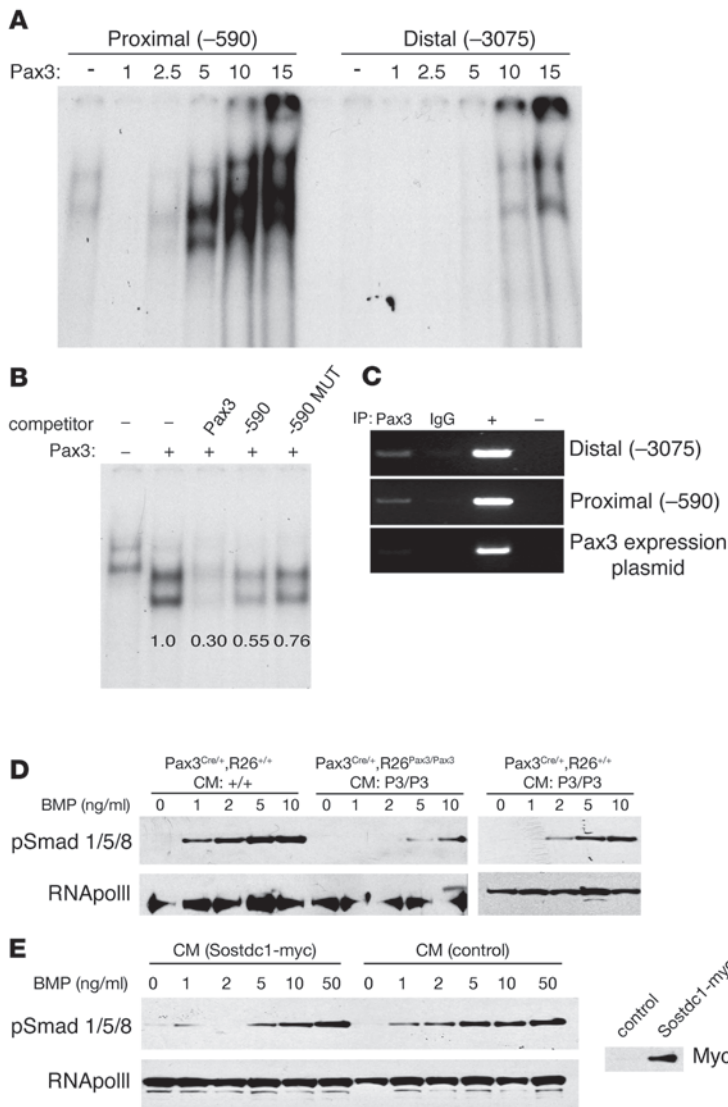 A
Proximal (–590) Distal (–3075)
Pax3: - 1 2.5 5 10 15 - 1 2.5 5 10 15
B
competitor – – Pax3 -590 -590 MUT
Pax3: – + + + +
1.0 0.30 0.55 0.76
C
IP: Pax3 IgG + –
Distal (–3075)
Proximal (–590)
Pax3 expression
plasmid
D
Pax3Cre/+,R26+/+ Pax3Cre/+,R26Pax3/Pax3 Pax3Cre/+,R26+/+
CM: +/+ CM: P3/P3 CM: P3/P3
BMP (ng/ml) 0 1 2 5 10 0 1 2 5 10 0 1 2 5 10
pSmad 1/5/8
RNApolII
E
CM (Sostdc1-myc) CM (control)
BMP (ng/ml) 0 1 2 5 10 50 0 1 2 5 10 50
pSmad 1/5/8
RNApolII
control Sostdc1-myc
Myc